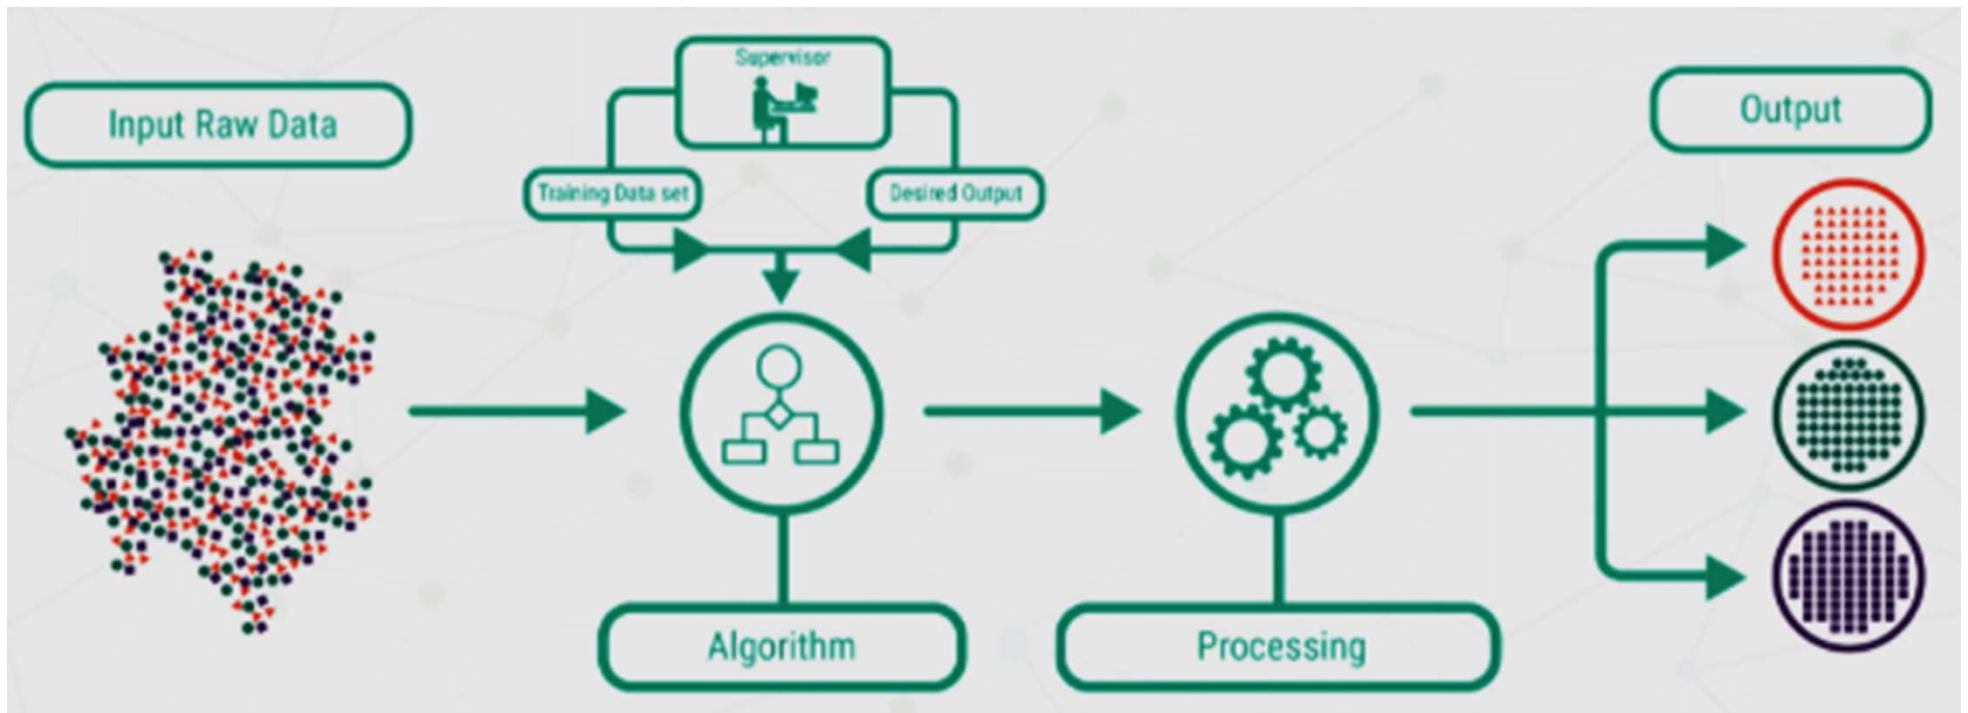 Supervisor
Input Raw Data
Output
Training Data set
Desired Output
Algorithm
Processing